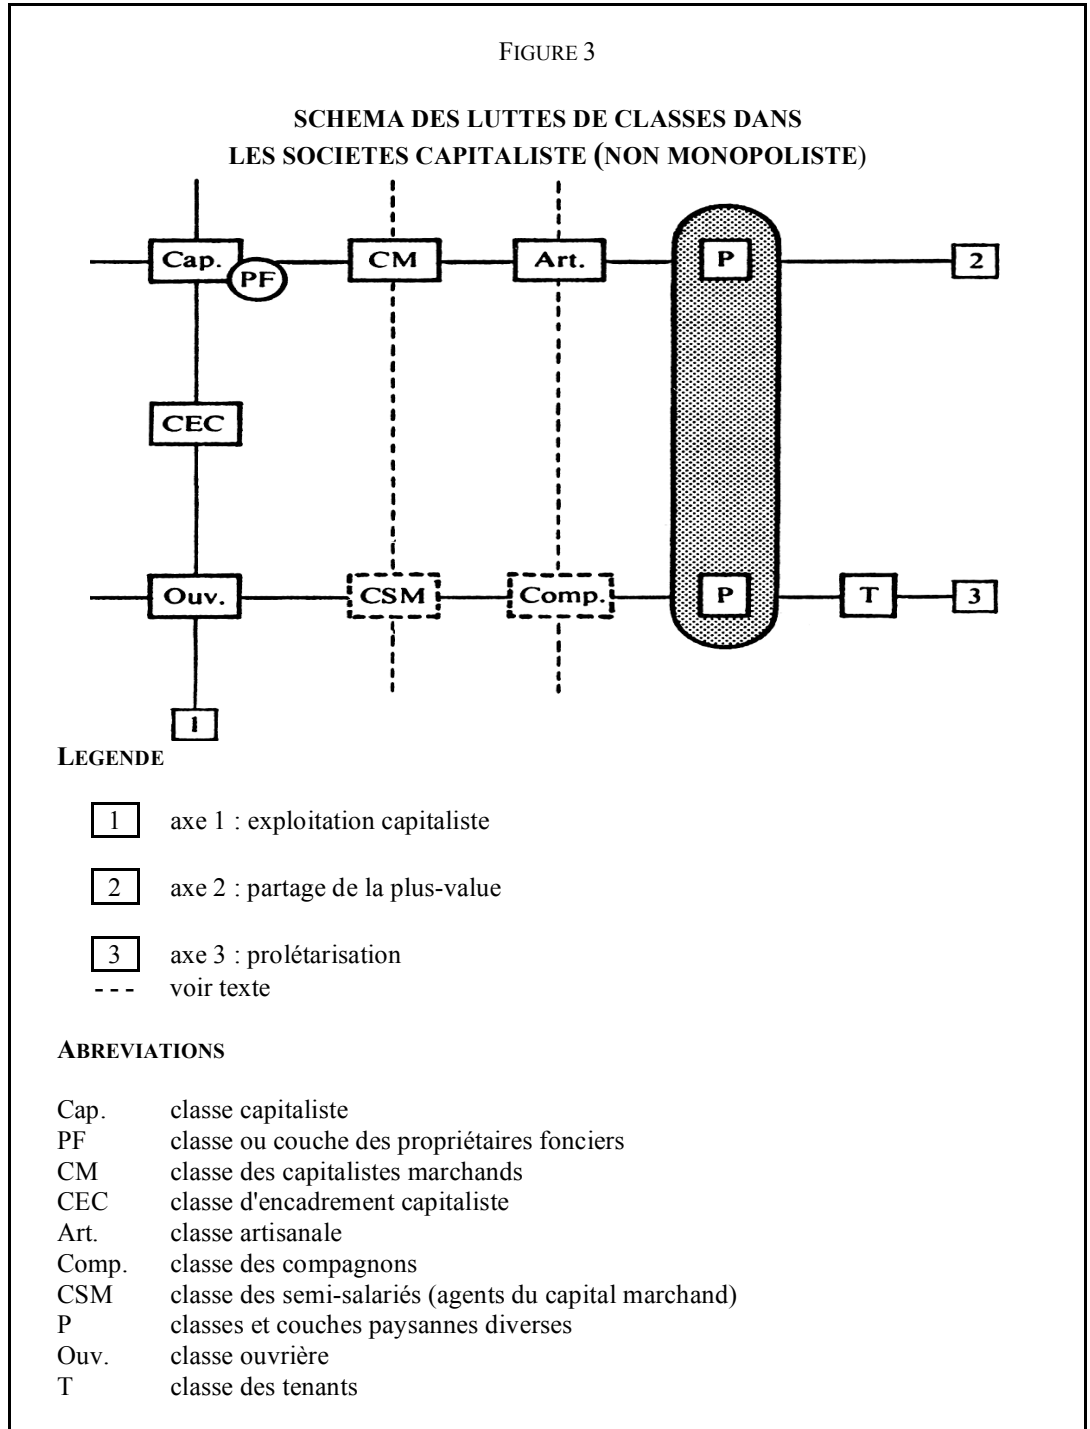 FIGURE 3
SCHEMA DES LUTTES DE CLASSES DANS
LES SOCIETES CAPITALISTE (NON MONOPOLISTE)
Cap. PF CM Art. P 2
CEC
Ouv. CSM Comp. P T 3
1
LEGENDE
1 axe 1 : exploitation capitaliste
2 axe 2 : partage de la plus-value
3 axe 3 : prolétarisation
- - - voir texte
ABREVIATIONS
Cap. classe capitaliste
PF classe ou couche des propriétaires fonciers
CM classe des capitalistes marchands
CEC classe d'encadrement capitaliste
Art. classe artisanale
Comp. classe des compagnons
CSM classe des semi-salariés (agents du capital marchand)
P classes et couches paysannes diverses
Ouv. classe ouvrière
T classe des tenants